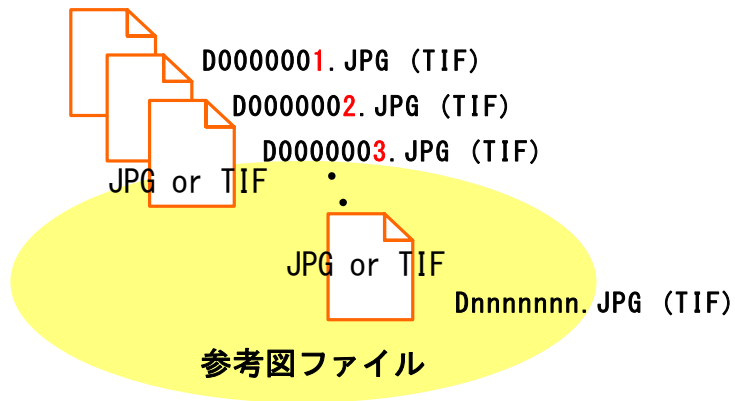 D0000001.JPG (TIF)
D0000002.JPG (TIF)
D0000003.JPG (TIF)
JPG or TIF
JPG or TIF
Dnnnnnnn.JPG (TIF)
参考図ファイル